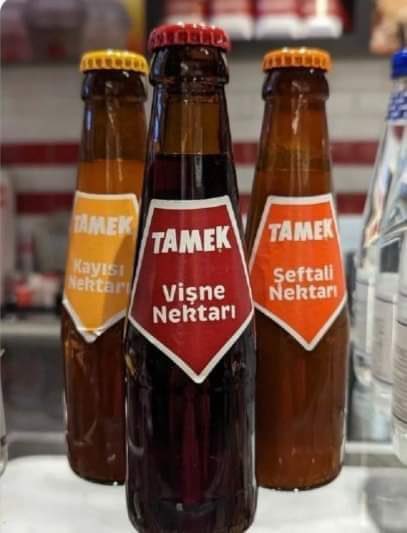 TAMEK
Kayısı
Nektarı
TAMEK
Vişne
Nektarı
TAMEK
Şeftali
Nektarı